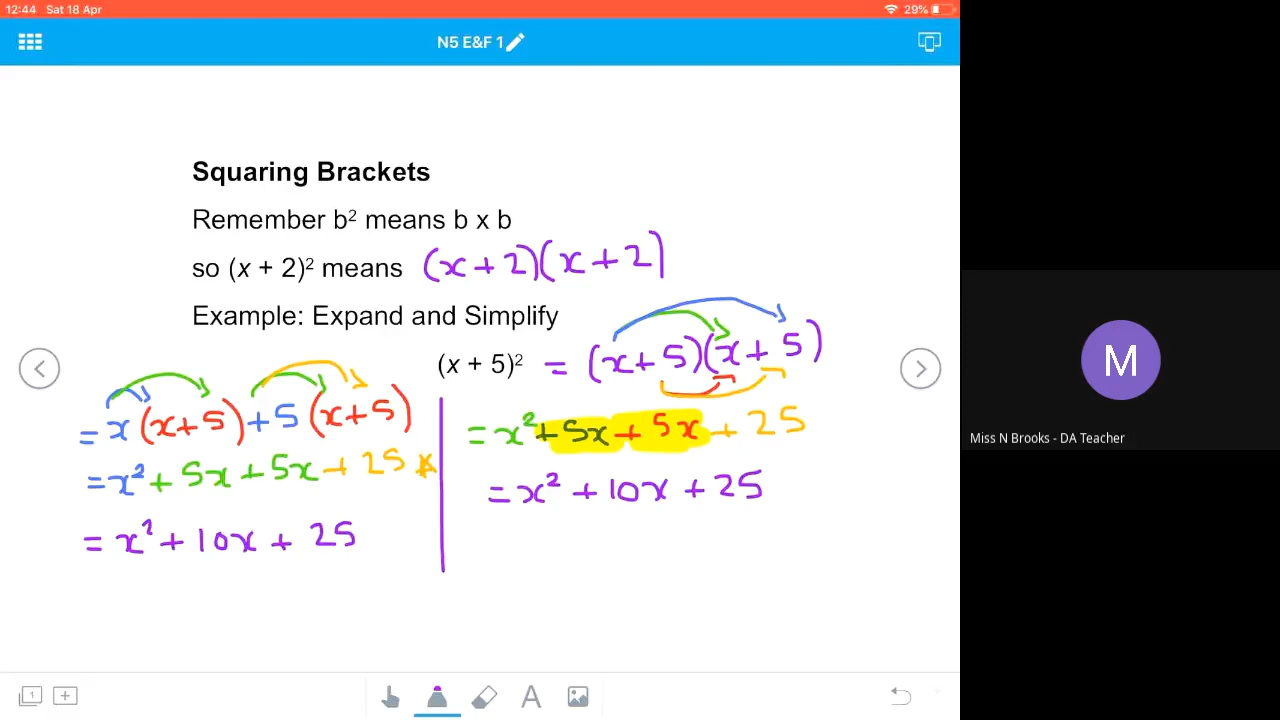 12:44 Sat 18 Apr 29%
N5 E&F 1
Squaring Brackets
Remember b² means b x b
so (x + 2)² means (x+2)(x+2)
Example: Expand and Simplify
(x + 5)² = (x+5)(x+5)
= x(x+5)+5(x+5)
= x²+5x+5x+25
= x²+10x+25
= x²+5x+5x+25
= x²+10x+25
M
Miss N Brooks - DA Teacher
1
A